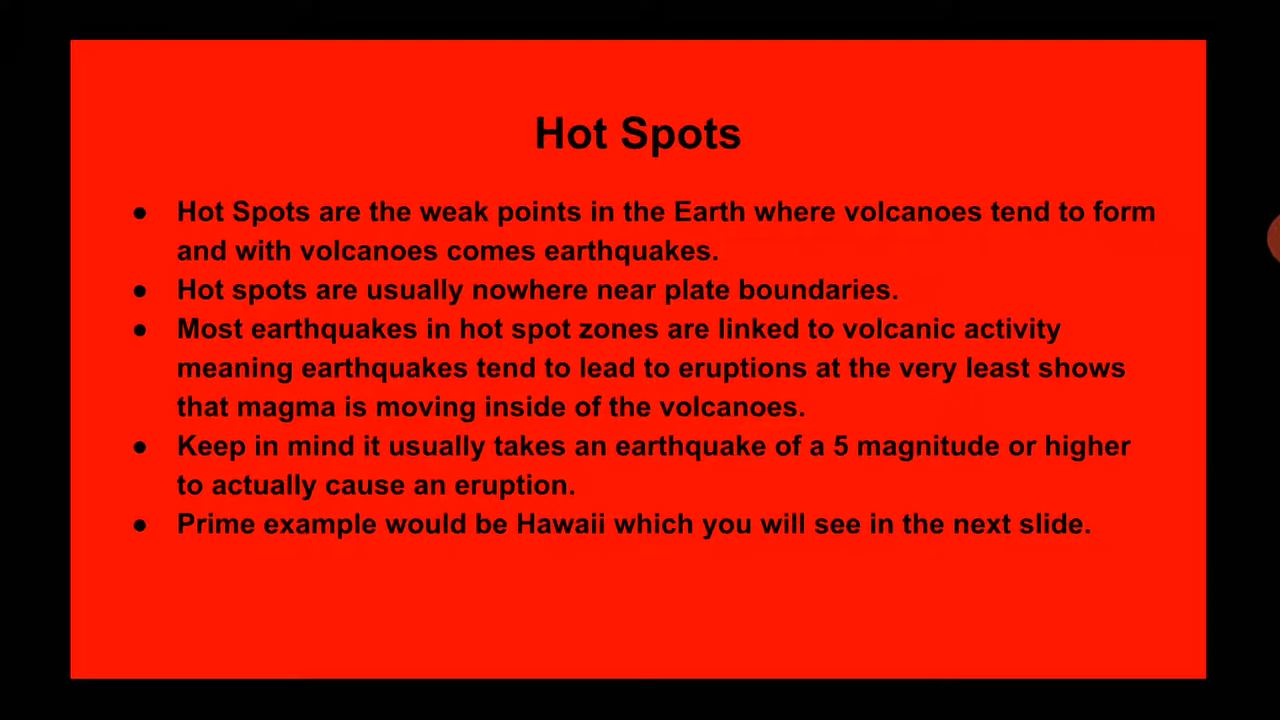 Hot Spots
● Hot Spots are the weak points in the Earth where volcanoes tend to form
and with volcanoes comes earthquakes.
● Hot spots are usually nowhere near plate boundaries.
● Most earthquakes in hot spot zones are linked to volcanic activity
meaning earthquakes tend to lead to eruptions at the very least shows
that magma is moving inside of the volcanoes.
● Keep in mind it usually takes an earthquake of a 5 magnitude or higher
to actually cause an eruption.
● Prime example would be Hawaii which you will see in the next slide.